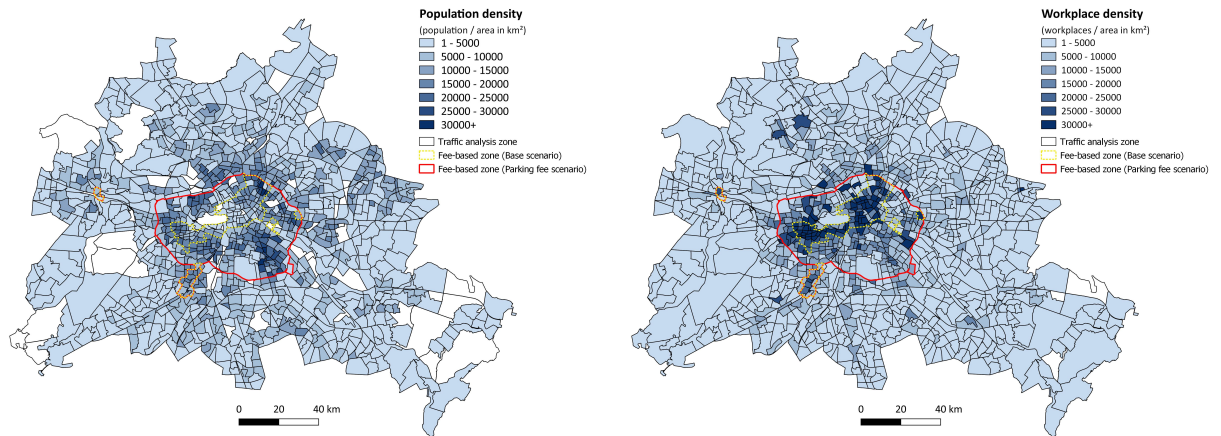 Population density
(population / area in km²)
1 - 5000
5000 - 10000
10000 - 15000
15000 - 20000
20000 - 25000
25000 - 30000
30000+
Traffic analysis zone
Fee-based zone (Base scenario)
Fee-based zone (Parking fee scenario)
0 20 40 km
Workplace density
(workplaces / area in km²)
1 - 5000
5000 - 10000
10000 - 15000
15000 - 20000
20000 - 25000
25000 - 30000
30000+
Traffic analysis zone
Fee-based zone (Base scenario)
Fee-based zone (Parking fee scenario)
0 20 40 km